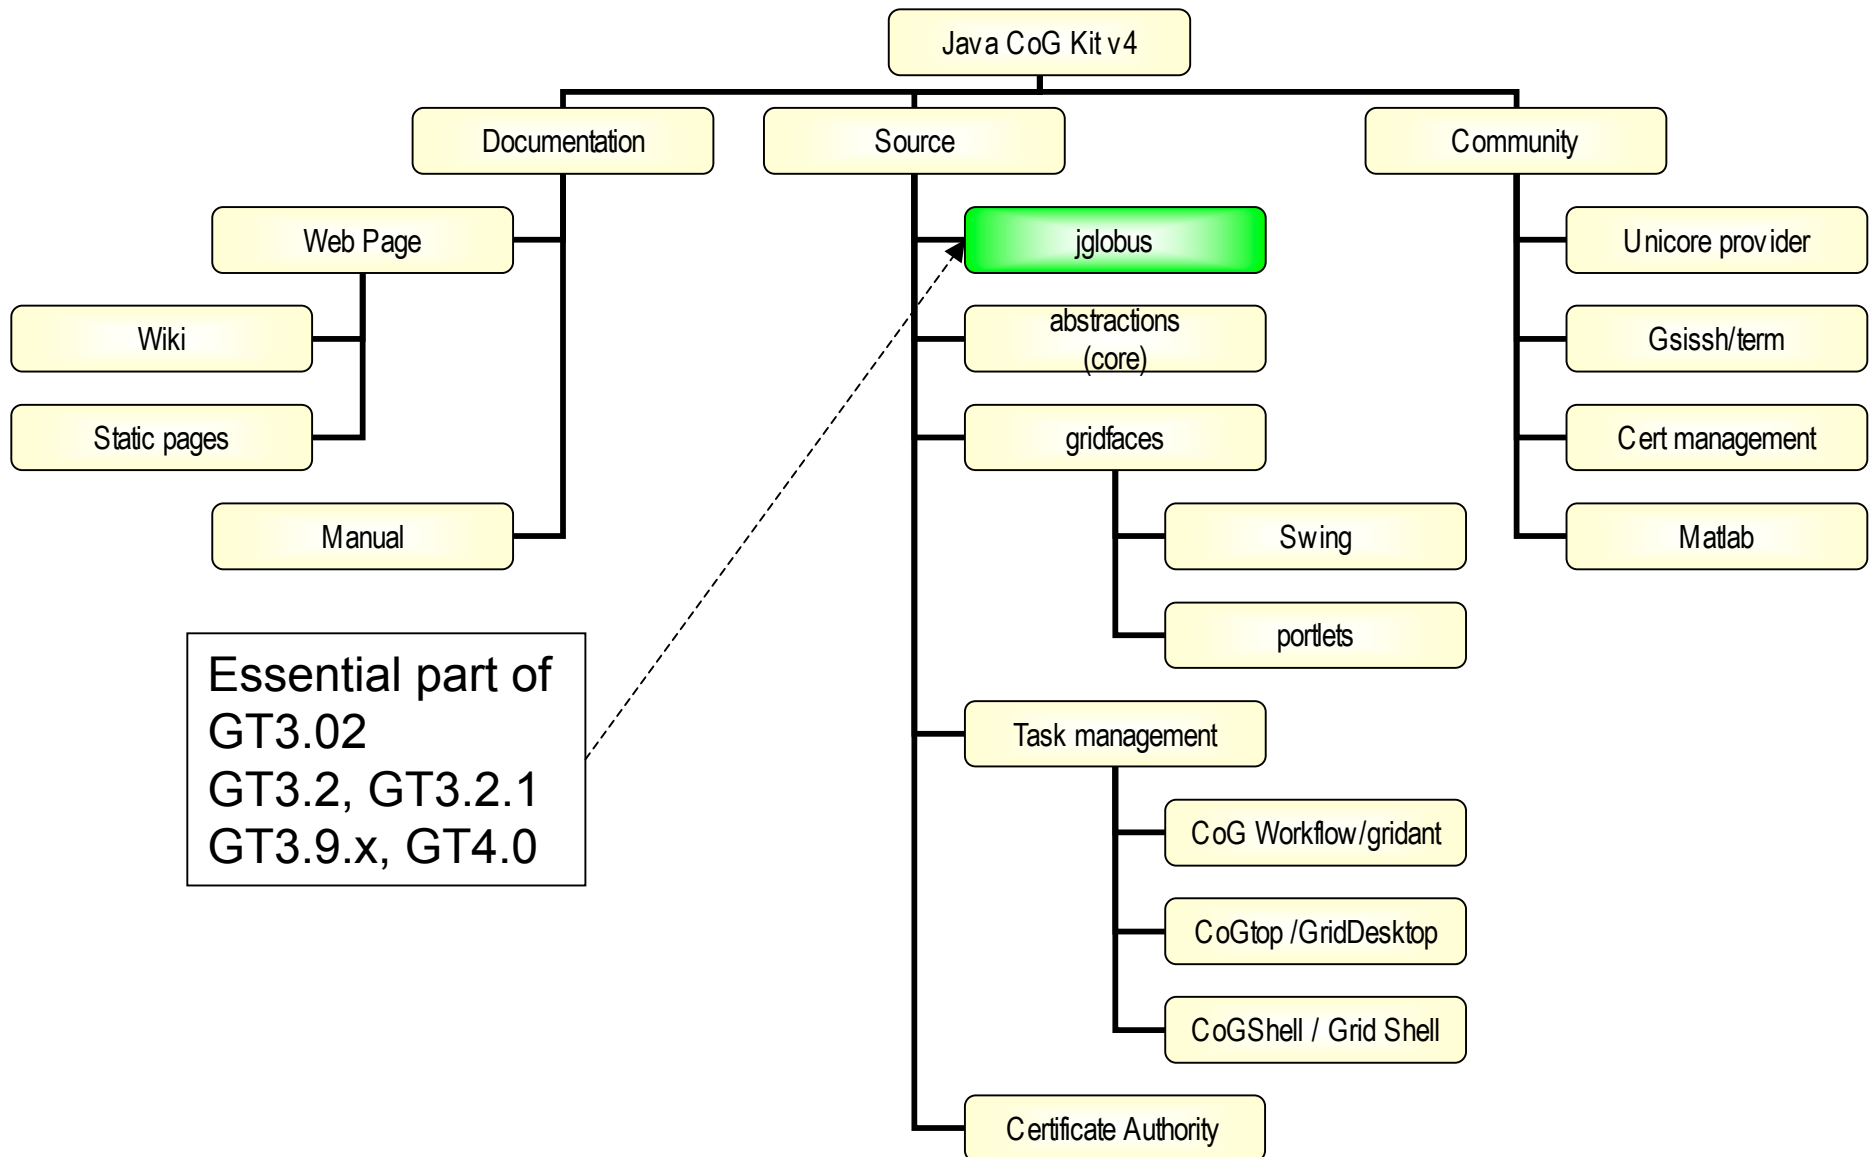 Java CoG Kit v4
Documentation
Source
Community
Web Page
jglobus
Unicore provider
Wiki
abstractions
(core)
Gsissh/term
Static pages
gridfaces
Cert management
Manual
Swing
Matlab
portlets
Essential part of
GT3.02
GT3.2, GT3.2.1
GT3.9.x, GT4.0
Task management
CoG Workflow/gridant
CoGtop /GridDesktop
CoGShell / Grid Shell
Certificate Authority